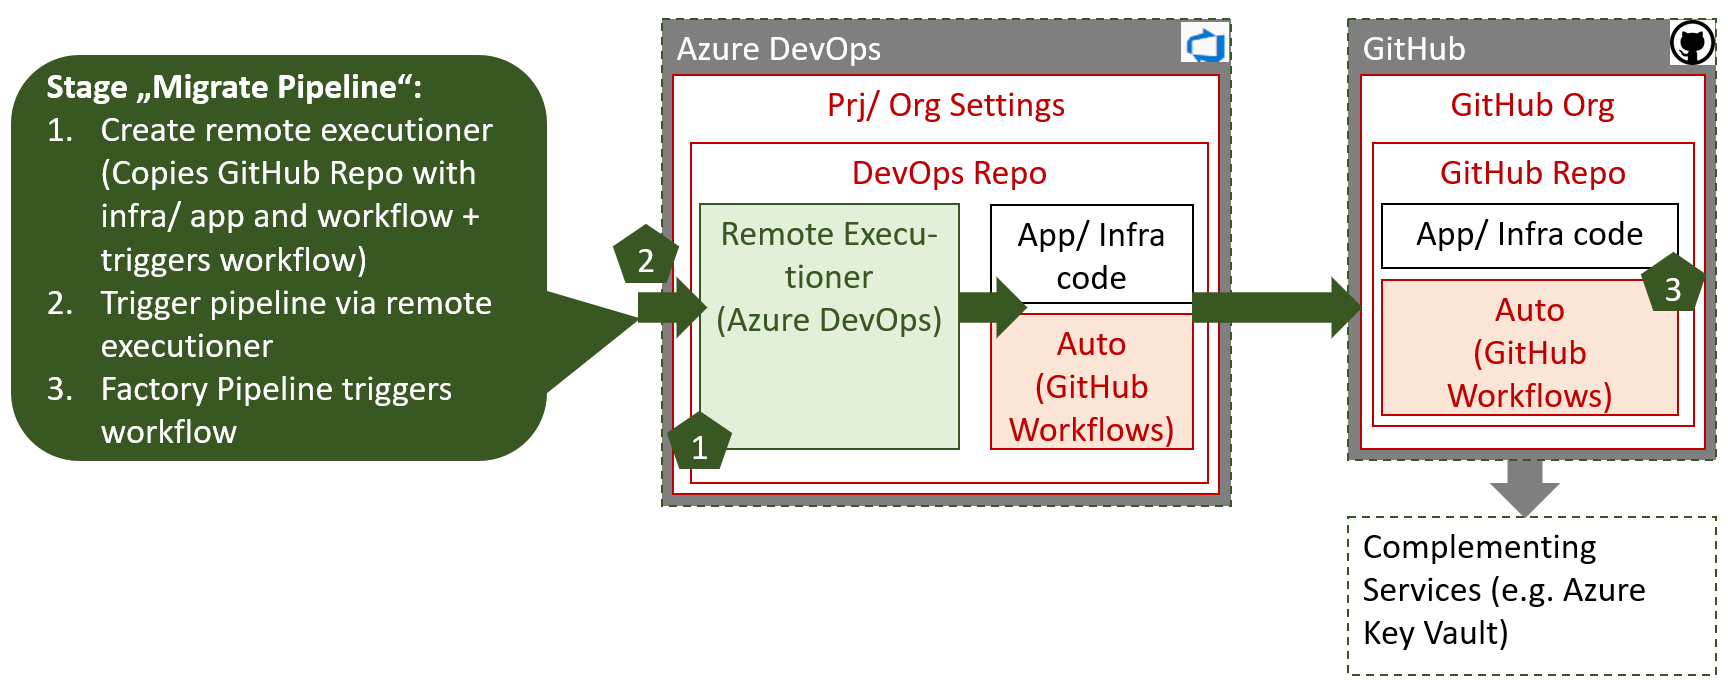 Stage „Migrate Pipeline“:
1. Create remote executioner
(Copies GitHub Repo with
infra/ app and workflow +
triggers workflow)
2. Trigger pipeline via remote
executioner
3. Factory Pipeline triggers
workflow
2
Azure DevOps
Prj/ Org Settings
DevOps Repo
Remote Execu-
tioner
(Azure DevOps)
1
App/ Infra
code
Auto
(GitHub
Workflows)
GitHub
GitHub Org
GitHub Repo
App/ Infra code
3
Auto
(GitHub
Workflows)
Complementing
Services (e.g. Azure
Key Vault)